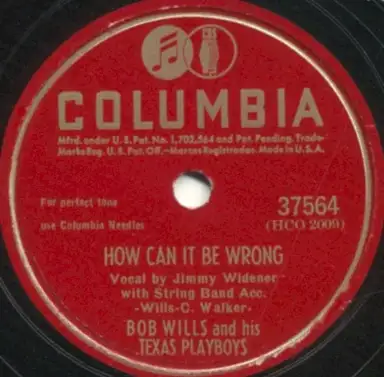 CBS
COLUMBIA
Mfrd. under U.S. Pat. No. 1,702,564 and Pat. Pending. Trade-
Marks Reg. U.S. Pat. Off.-Marcas Registradas. Made in U.S.A.
For perfect tone
use Columbia Needles
37564
(HCO 2009)
HOW CAN IT BE WRONG
Vocal by Jimmy Widener
with String Band Acc.
-Wills-C. Walker-
BOB WILLS and his
TEXAS PLAYBOYS